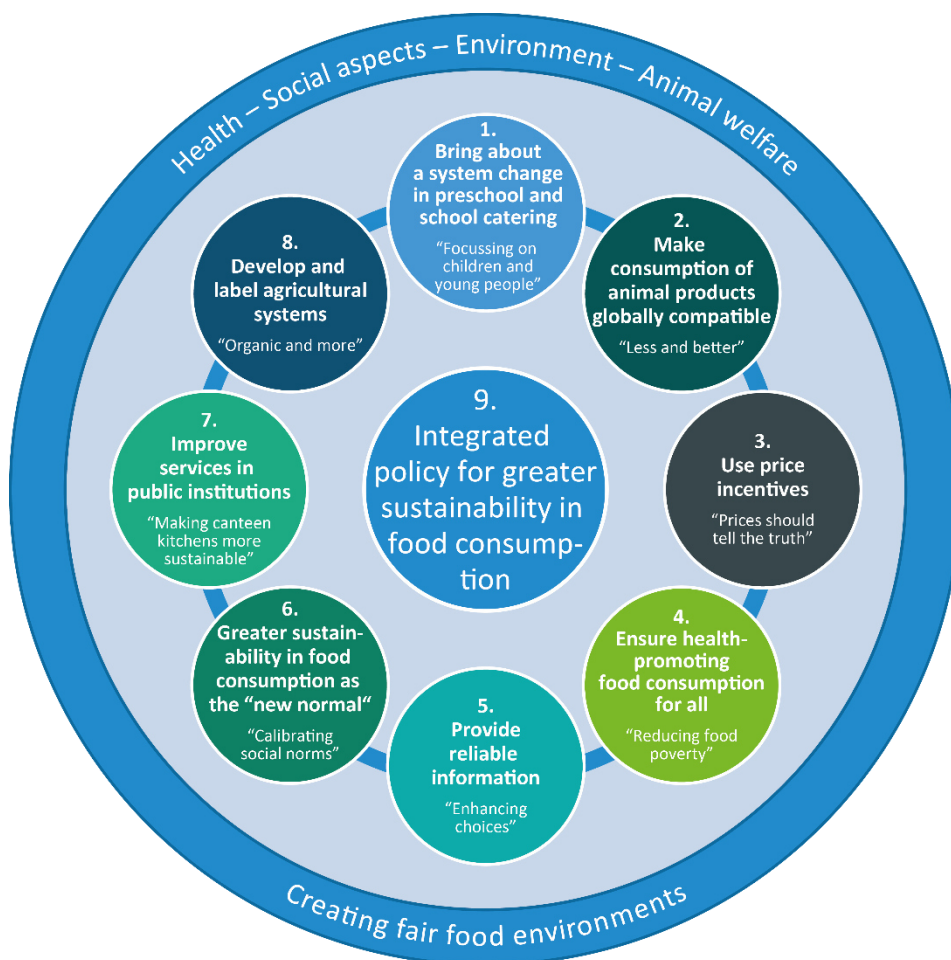 Health – Social aspects – Environment – Animal welfare
1.
Bring about
a system change
in preschool and
school catering
“Focussing on
children and
young people”
2.
Make
consumption of
animal products
globally compatible
“Less and better”
3.
Use price
incentives
“Prices should
tell the truth”
4.
Ensure health-
promoting
food consumption
for all
“Reducing food
poverty”
5.
Provide
reliable
information
“Enhancing
choices”
6.
Greater sustain-
ability in food
consumption as
the “new normal“
“Calibrating
social norms”
7.
Improve
services in
public institutions
“Making canteen
kitchens more
sustainable”
8.
Develop and
label agricultural
systems
“Organic and more”
9.
Integrated
policy for greater
sustainability in
food consump-
tion
Creating fair food environments